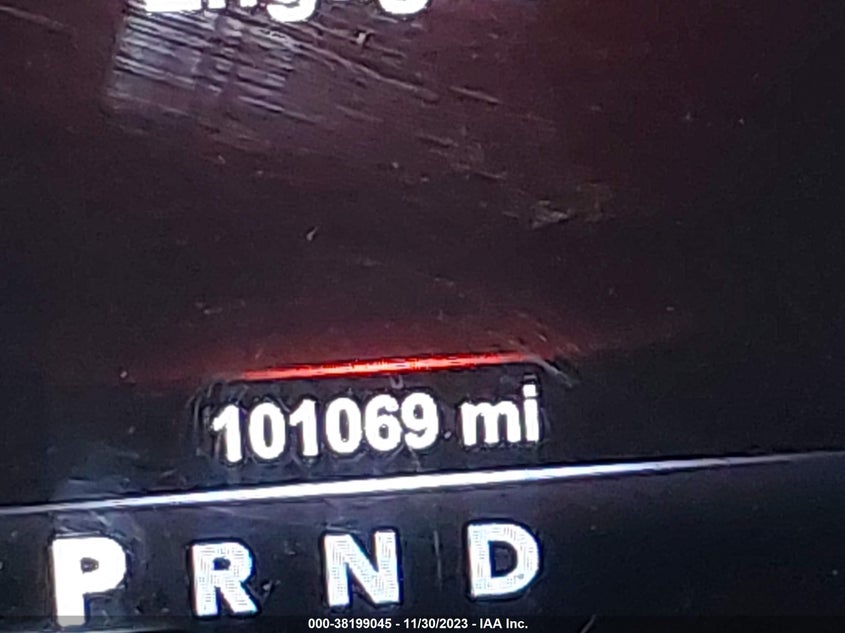 101069 mi
P R N D
000-38199045 - 11/30/2023 - IAA Inc.